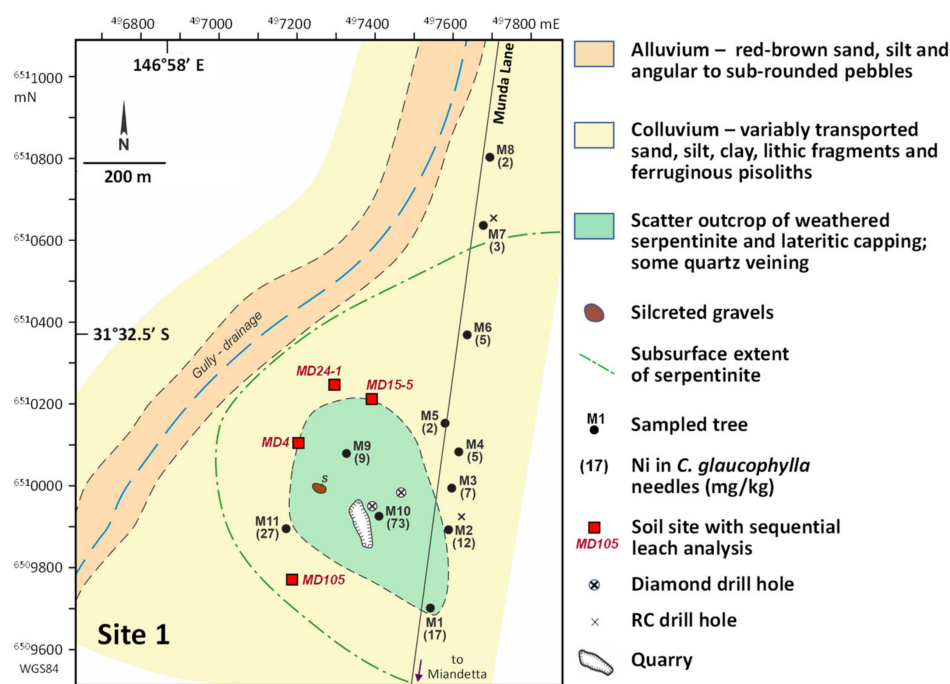 ⁴⁹6800 ⁴⁹7000 ⁴⁹7200 ⁴⁹7400 ⁴⁹7600 ⁴⁹7800 mE
146°58’ E
⁶⁵¹1000
mN
N
200 m
Munda Lane
M8
(2)
⁶⁵¹0800
M7
(3)
⁶⁵¹0600
M6
(5)
⁶⁵¹0400
31°32.5’ S
Gully - drainage
MD24-1
MD15-5
⁶⁵¹0200
M5
(2)
MD4
M9
(9)
M4
(5)
S
M3
(7)
⁶⁵¹0000
M10
(73)
M11
(27)
M2
(12)
⁶⁵⁰9800
MD105
M1
(17)
Site 1
⁶⁵⁰9600
WGS84
to
Miandetta
Alluvium – red-brown sand, silt and
angular to sub-rounded pebbles
Colluvium – variably transported
sand, silt, clay, lithic fragments and
ferruginous pisoliths
Scatter outcrop of weathered
serpentinite and lateritic capping;
some quartz veining
Silcreted gravels
Subsurface extent
of serpentinite
M1
Sampled tree
(17)
Ni in C. glaucophylla
needles (mg/kg)
MD105
Soil site with sequential
leach analysis
Diamond drill hole
RC drill hole
Quarry